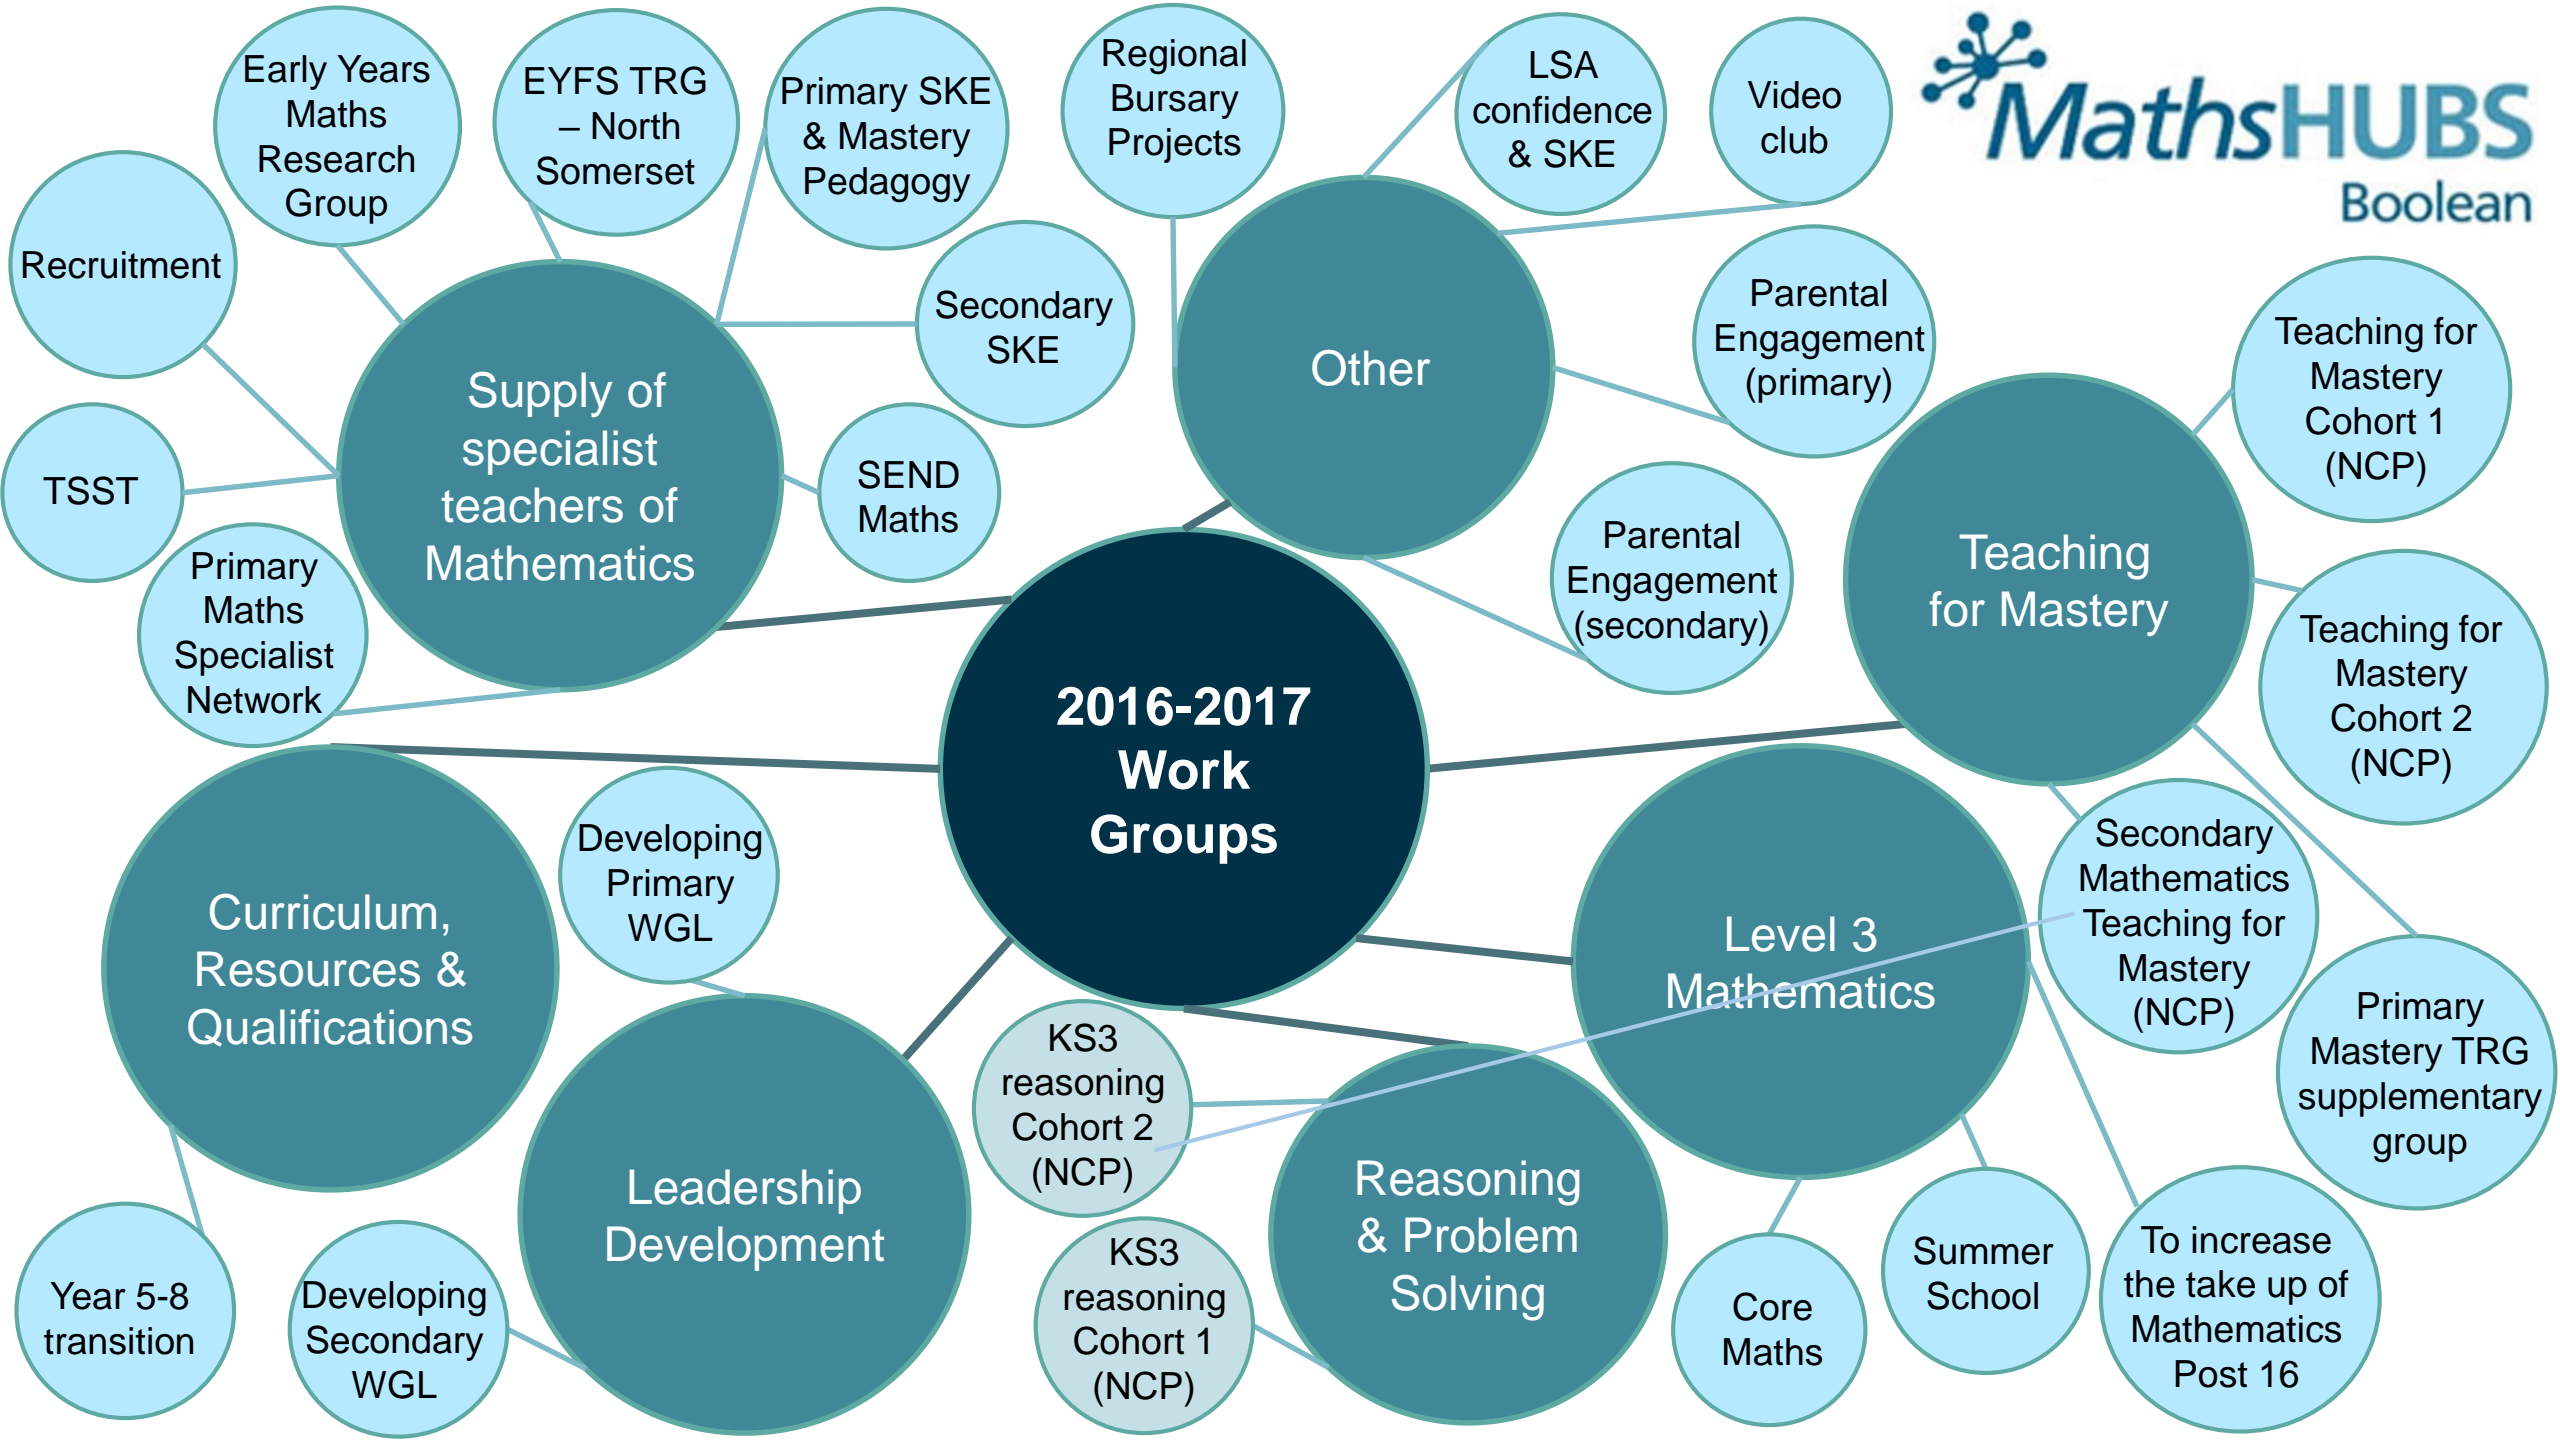 Early Years
Maths
Research
Group
EYFS TRG
– North
Somerset
Primary SKE
& Mastery
Pedagogy
Regional
Bursary
Projects
LSA
confidence
& SKE
Video
club
MathsHUBS
Boolean
Recruitment
Secondary
SKE
Parental
Engagement
(primary)
Other
Teaching for
Mastery
Cohort 1
(NCP)
Supply of
specialist
teachers of
Mathematics
TSST
SEND
Maths
Primary
Maths
Specialist
Network
Parental
Engagement
(secondary)
Teaching
for Mastery
Teaching for
Mastery
Cohort 2
(NCP)
2016-2017
Work
Groups
Developing
Primary
WGL
Curriculum,
Resources &
Qualifications
Level 3
Mathematics
Secondary
Mathematics
Teaching for
Mastery
(NCP)
Primary
Mastery TRG
supplementary
group
KS3
reasoning
Cohort 2
(NCP)
Leadership
Development
Reasoning
& Problem
Solving
Year 5-8
transition
Developing
Secondary
WGL
KS3
reasoning
Cohort 1
(NCP)
Core
Maths
Summer
School
To increase
the take up of
Mathematics
Post 16